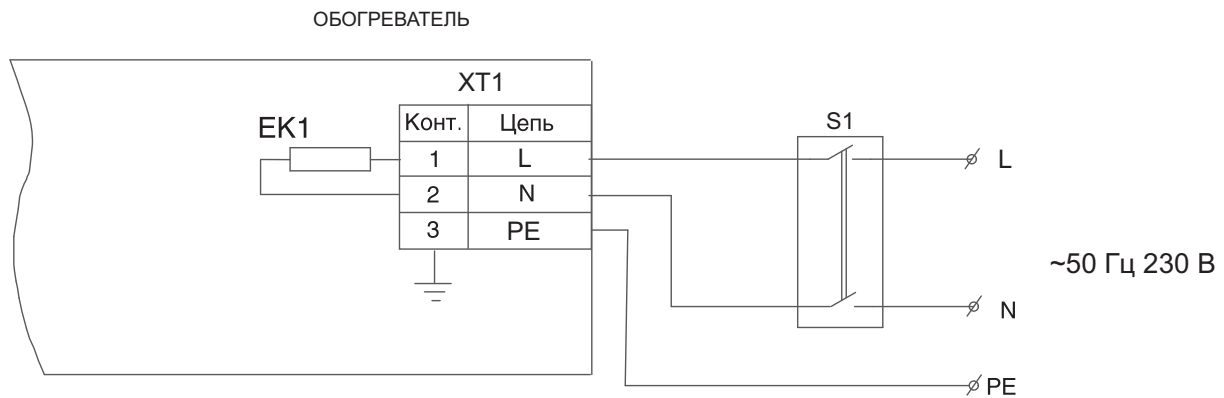 ОБОГРЕВАТЕЛЬ
XT1
Конт. Цепь
EK1
1 L
2 N
3 PE
S1
L
~50 Гц 230 В
N
PE